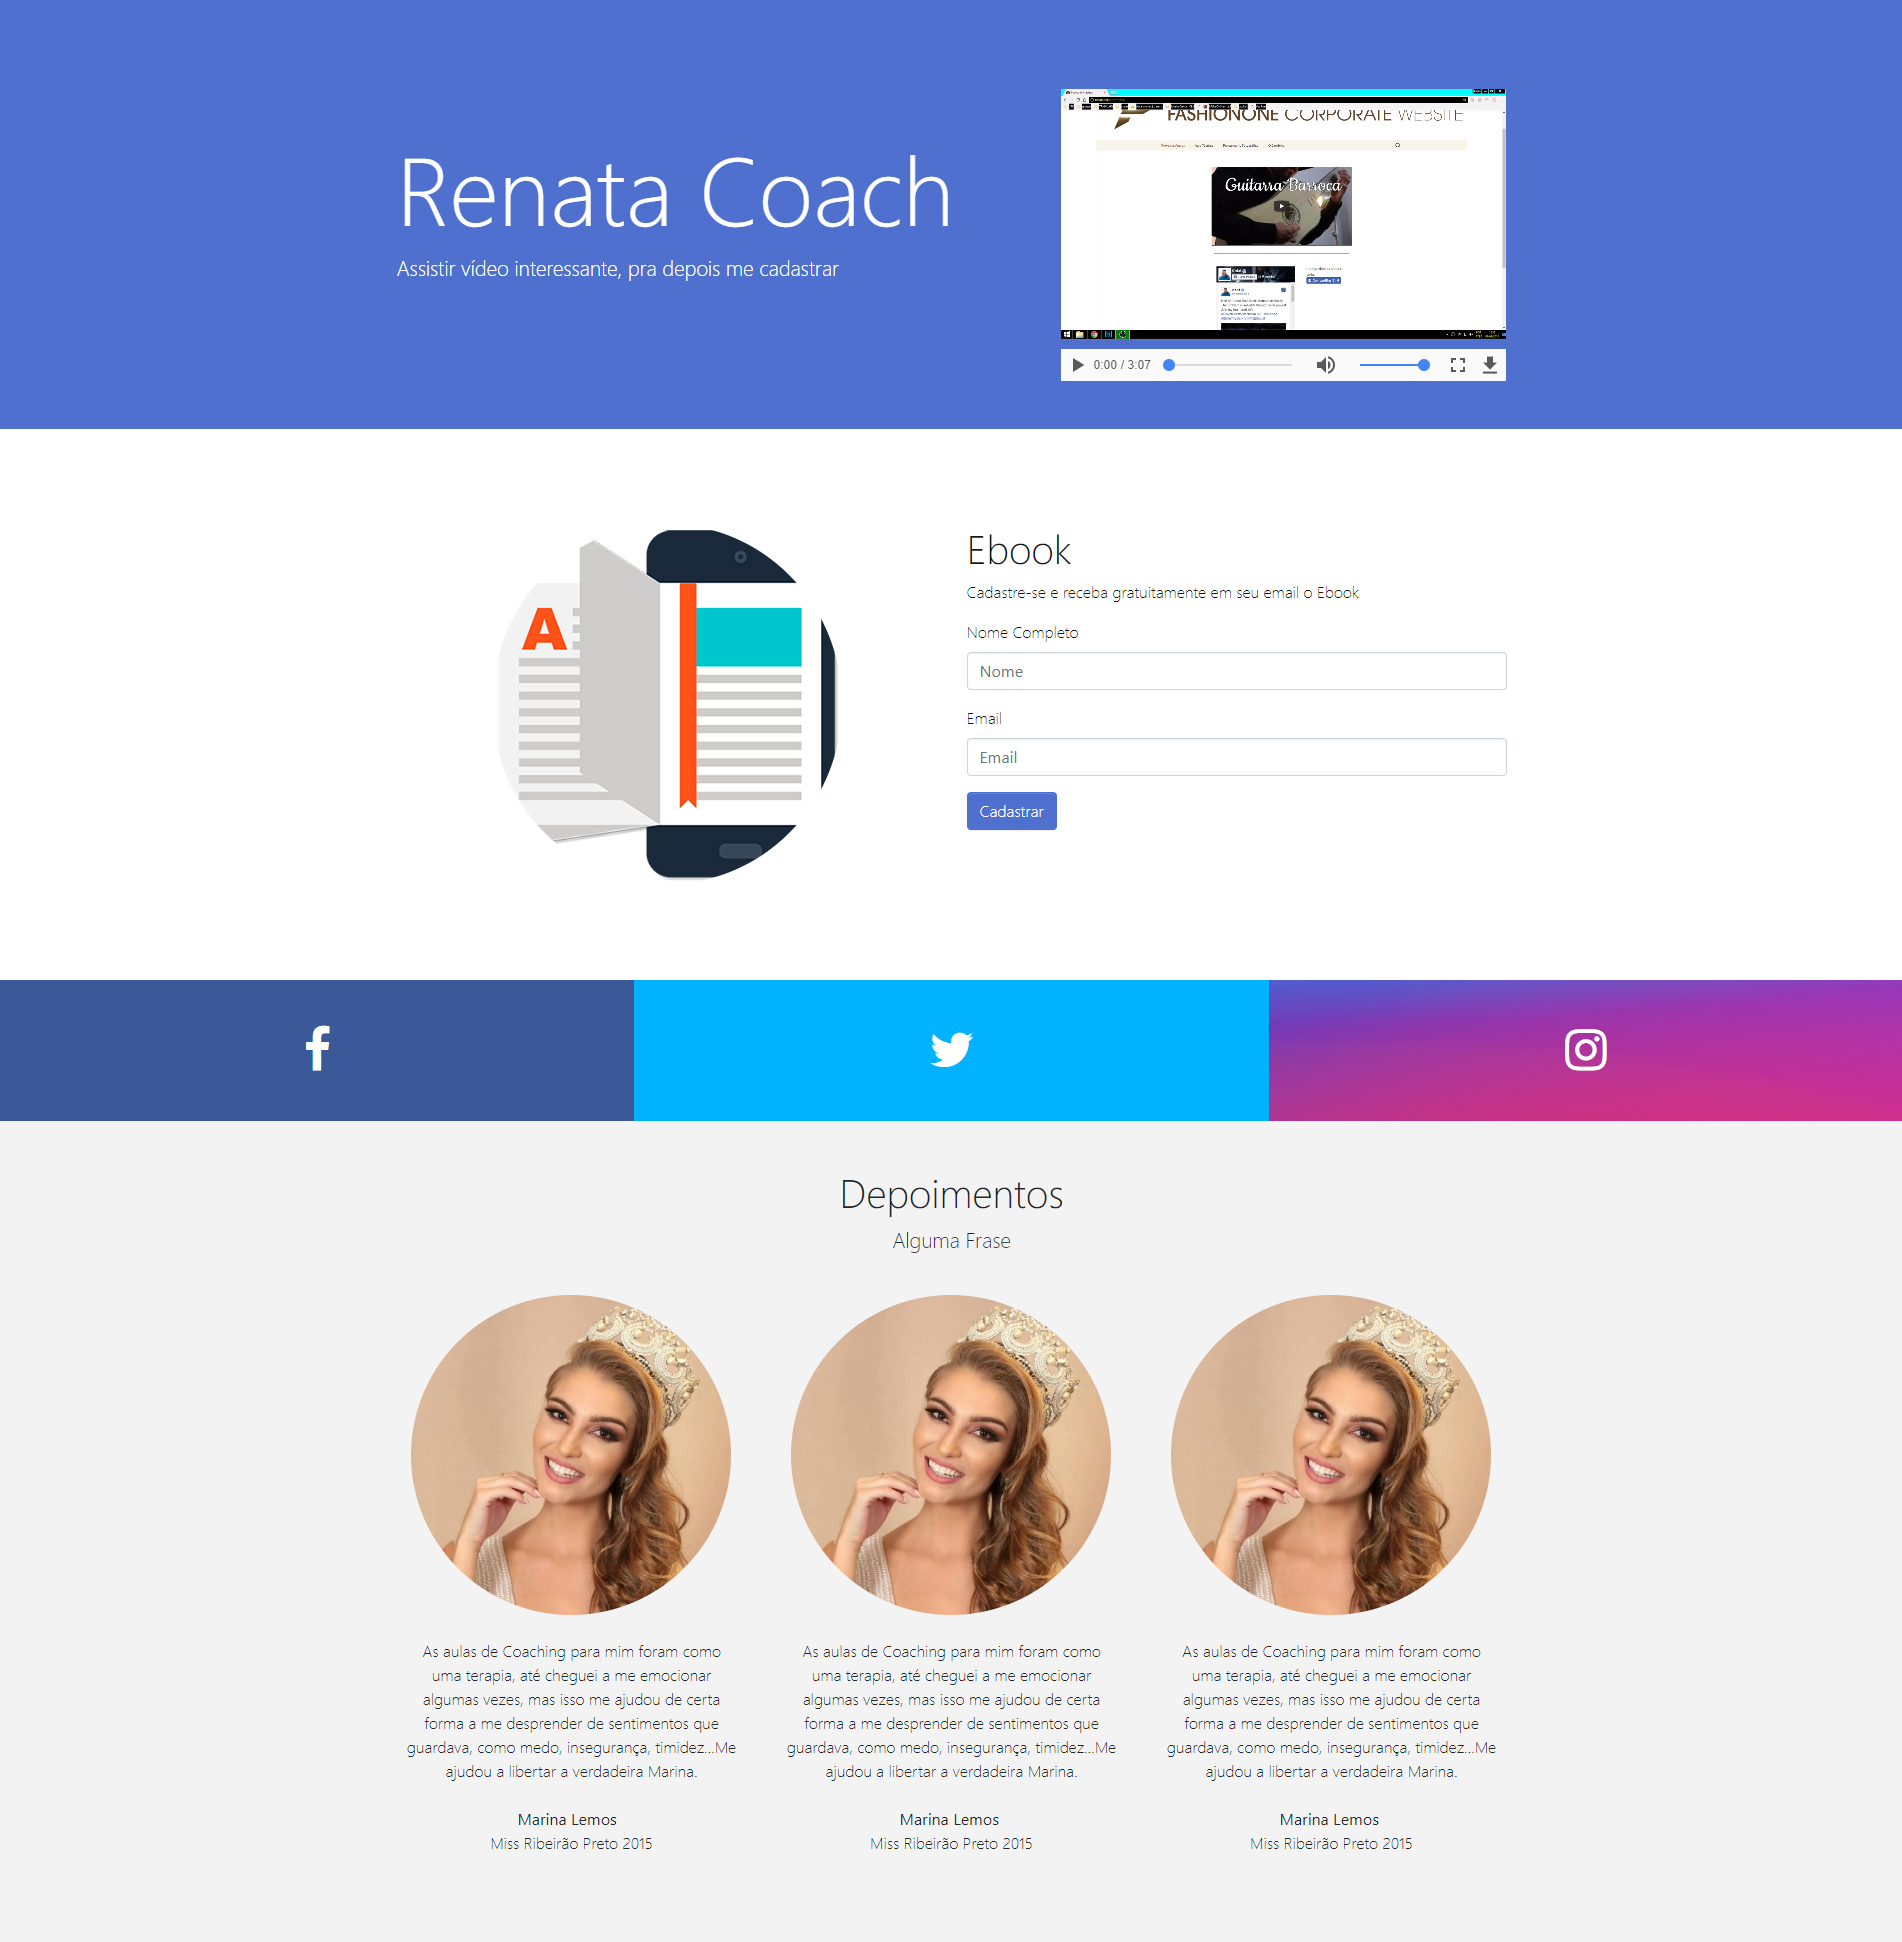 Renata Coach
Assistir vídeo interessante, pra depois me cadastrar
FASHIONONE CORPORATE WEBSITE
Guitarra Barroca
0:00 / 3:07
Ebook
Cadastre-se e receba gratuitamente em seu email o Ebook
Nome Completo
Nome
Email
Email
Cadastrar
A
Depoimentos
Alguma Frase
As aulas de Coaching para mim foram como
uma terapia, até cheguei a me emocionar
algumas vezes, mas isso me ajudou de certa
forma a me desprender de sentimentos que
guardava, como medo, insegurança, timidez...Me
ajudou a libertar a verdadeira Marina.
Marina Lemos
Miss Ribeirão Preto 2015
As aulas de Coaching para mim foram como
uma terapia, até cheguei a me emocionar
algumas vezes, mas isso me ajudou de certa
forma a me desprender de sentimentos que
guardava, como medo, insegurança, timidez...Me
ajudou a libertar a verdadeira Marina.
Marina Lemos
Miss Ribeirão Preto 2015
As aulas de Coaching para mim foram como
uma terapia, até cheguei a me emocionar
algumas vezes, mas isso me ajudou de certa
forma a me desprender de sentimentos que
guardava, como medo, insegurança, timidez...Me
ajudou a libertar a verdadeira Marina.
Marina Lemos
Miss Ribeirão Preto 2015